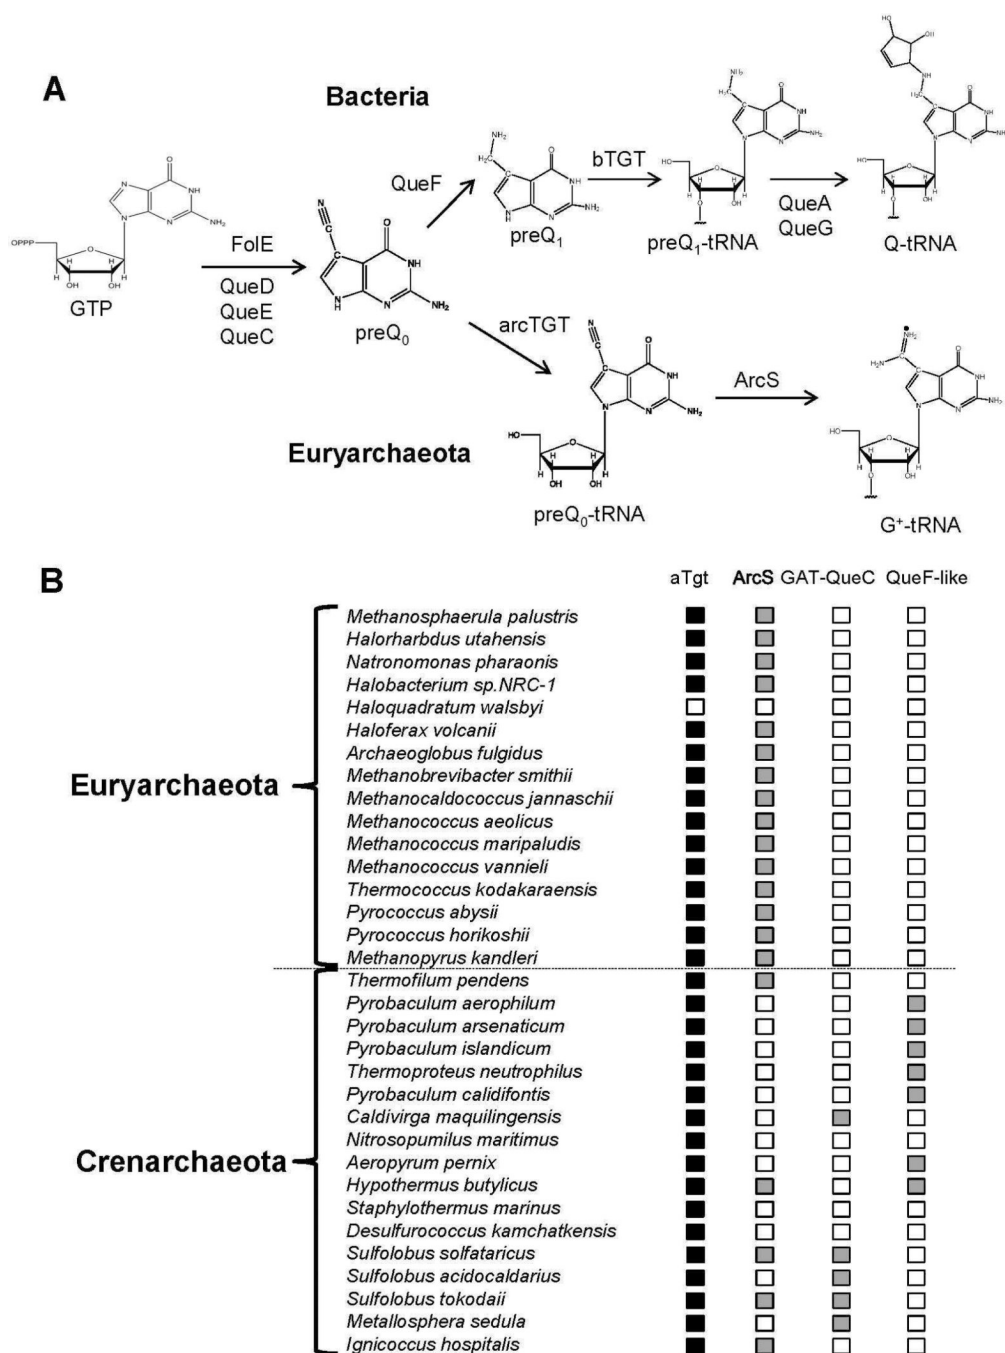 A
Bacteria
GTP
FolE
QueD
QueE
QueC
preQ0
QueF
preQ1
bTGT
preQ1-tRNA
QueA
QueG
Q-tRNA
arcTGT
Euryarchaeota
preQ0-tRNA
ArcS
G+-tRNA
B
aTgt ArcS GAT-QueC QueF-like
Euryarchaeota
Methanosphaerula palustris
Halorharbdus utahensis
Natronomonas pharaonis
Halobacterium sp.NRC-1
Haloquadratum walsbyi
Haloferax volcanii
Archaeoglobus fulgidus
Methanobrevibacter smithii
Methanocaldococcus jannaschii
Methanococcus aeolicus
Methanococcus maripaludis
Methanococcus vannieli
Thermococcus kodakaraensis
Pyrococcus abysii
Pyrococcus horikoshii
Methanopyrus kandleri
Crenarchaeota
Thermofilum pendens
Pyrobaculum aerophilum
Pyrobaculum arsenaticum
Pyrobaculum islandicum
Thermoproteus neutrophilus
Pyrobaculum calidifontis
Caldivirga maquilingensis
Nitrosopumilus maritimus
Aeropyrum pernix
Hypothermus butylicus
Staphylothermus marinus
Desulfurococcus kamchatkensis
Sulfolobus solfataricus
Sulfolobus acidocaldarius
Sulfolobus tokodaii
Metallosphera sedula
Ignicoccus hospitalis